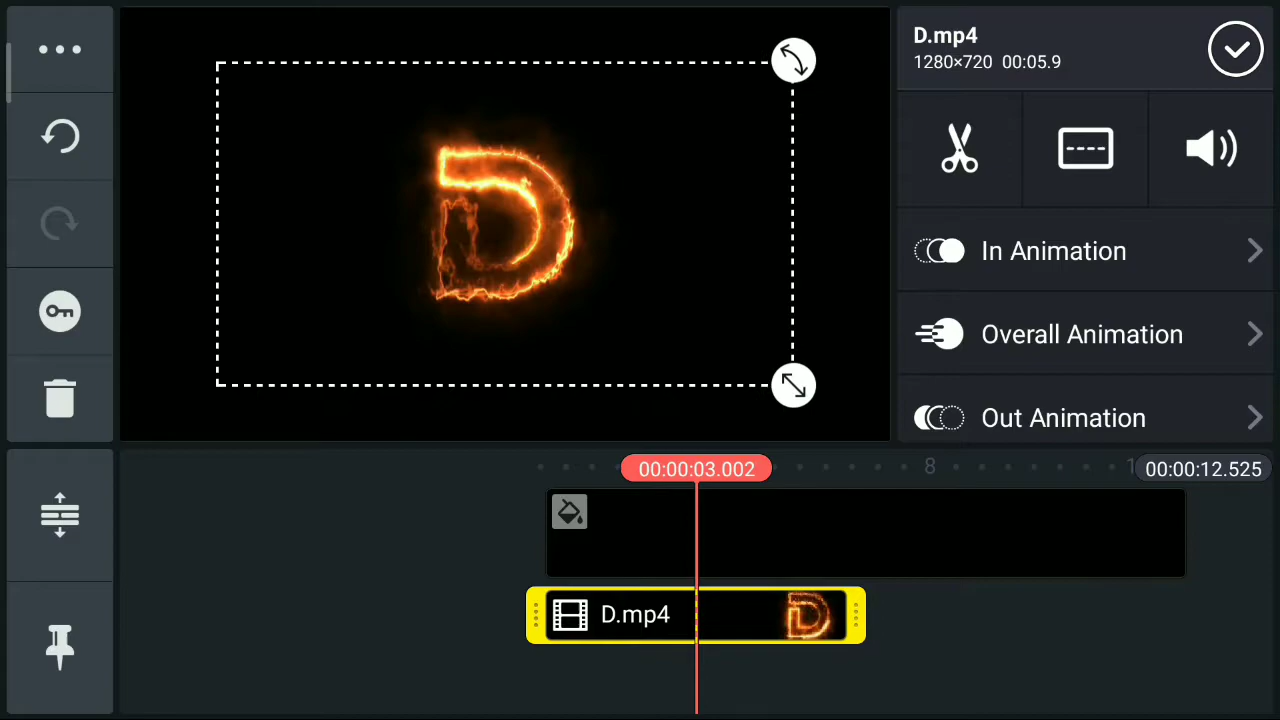 D.mp4
1280×720 00:05.9
D
In Animation
Overall Animation
Out Animation
00:00:03.002
8
1
00:00:12.525
D.mp4
D